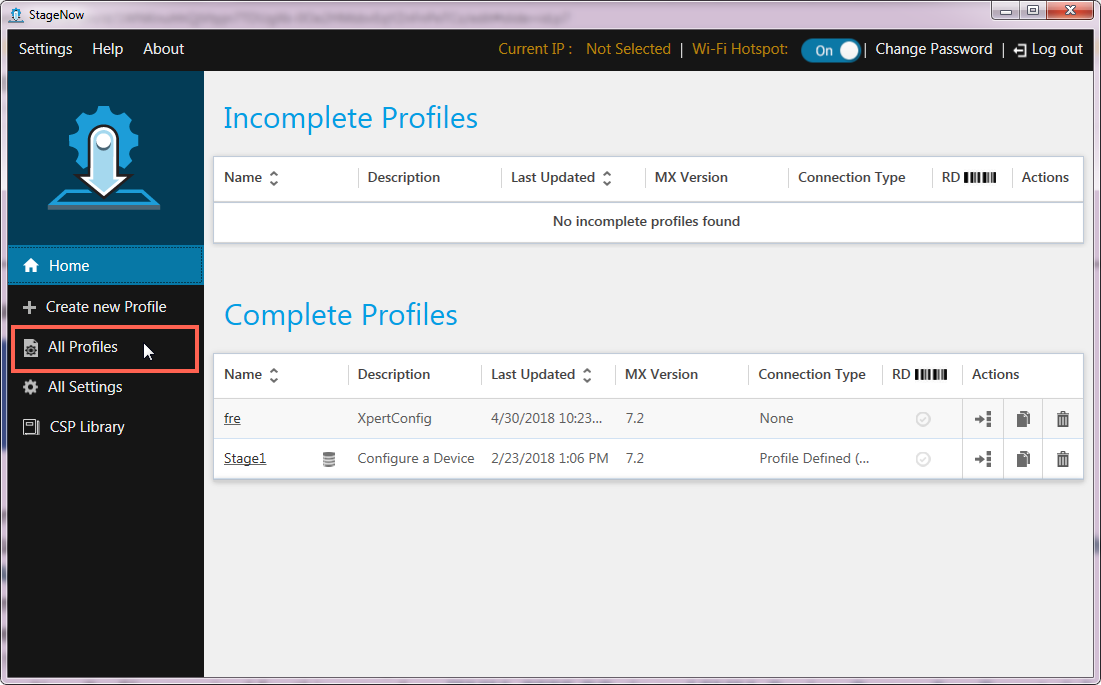 StageNow
Settings Help About Current IP : Not Selected | Wi-Fi Hotspot: On | Change Password | Log out
Incomplete Profiles
Name Description Last Updated MX Version Connection Type RD Actions
No incomplete profiles found
Home
Create new Profile
All Profiles
All Settings
CSP Library
Complete Profiles
Name Description Last Updated MX Version Connection Type RD Actions
fre XpertConfig 4/30/2018 10:23... 7.2 None
Stage1 Configure a Device 2/23/2018 1:06 PM 7.2 Profile Defined (...